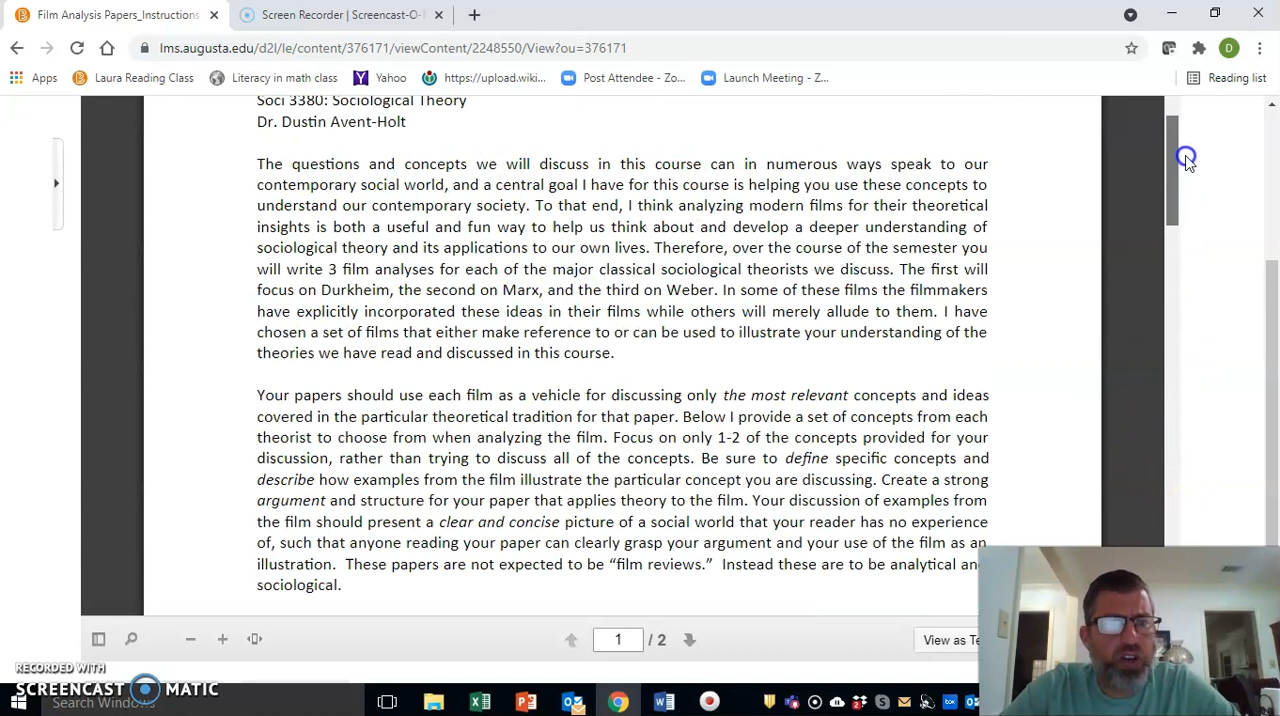 Film Analysis Papers_Instructions
Screen Recorder | Screencast-O-
lms.augusta.edu/d2l/le/content/376171/viewContent/2248550/View?ou=376171
D
Apps
Laura Reading Class
Literacy in math class
Yahoo
https://upload.wiki...
Post Attendee - Zo...
Launch Meeting - Z...
Reading list
Soci 3380: Sociological Theory
Dr. Dustin Avent-Holt
The questions and concepts we will discuss in this course can in numerous ways speak to our
contemporary social world, and a central goal I have for this course is helping you use these concepts to
understand our contemporary society. To that end, I think analyzing modern films for their theoretical
insights is both a useful and fun way to help us think about and develop a deeper understanding of
sociological theory and its applications to our own lives. Therefore, over the course of the semester you
will write 3 film analyses for each of the major classical sociological theorists we discuss. The first will
focus on Durkheim, the second on Marx, and the third on Weber. In some of these films the filmmakers
have explicitly incorporated these ideas in their films while others will merely allude to them. I have
chosen a set of films that either make reference to or can be used to illustrate your understanding of the
theories we have read and discussed in this course.
Your papers should use each film as a vehicle for discussing only the most relevant concepts and ideas
covered in the particular theoretical tradition for that paper. Below I provide a set of concepts from each
theorist to choose from when analyzing the film. Focus on only 1-2 of the concepts provided for your
discussion, rather than trying to discuss all of the concepts. Be sure to define specific concepts and
describe how examples from the film illustrate the particular concept you are discussing. Create a strong
argument and structure for your paper that applies theory to the film. Your discussion of examples from
the film should present a clear and concise picture of a social world that your reader has no experience
of, such that anyone reading your paper can clearly grasp your argument and your use of the film as an
illustration. These papers are not expected to be “film reviews.” Instead these are to be analytical an
sociological.
1 / 2
View as Te
RECORDED WITH
SCREENCAST MATIC
Search Windows